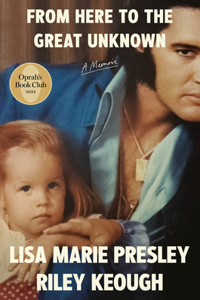 FROM HERE TO THE
GREAT UNKNOWN
A Memoir
Oprah's
Book Club
2024
LISA MARIE PRESLEY
RILEY KEOUGH